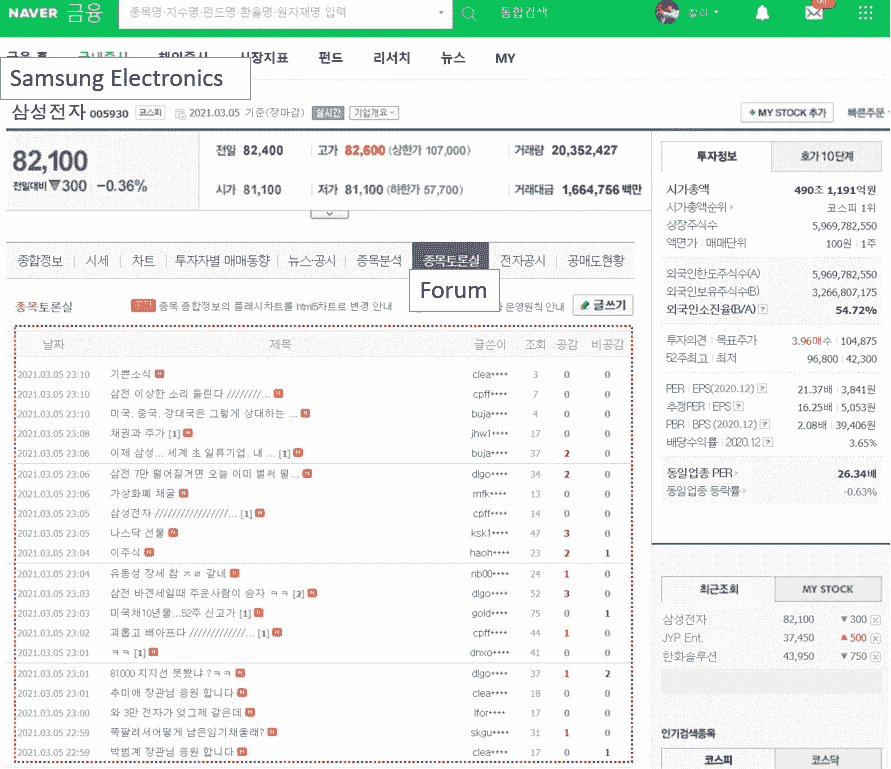 NAVER 금융
종목명·지수명·펀드명·환율명·원자재명 입력
통합검색
펀드 리서치 뉴스 MY
Samsung Electronics
삼성전자 005930 코스피 2021.03.05 기준(장마감) 실시간 기업개요
+ MY STOCK 추가 빠른주문
82,100
전일대비 ▼300 -0.36%
전일 82,400 고가 82,600 (상한가 107,000) 거래량 20,352,427
시가 81,100 저가 81,100 (하한가 57,700) 거래대금 1,664,756 백만
종합정보 시세 차트 투자자별 매매동향 뉴스·공시 종목분석 종목토론실 전자공시 공매도현황
Forum
종목토론실 공지 종목 종합정보의 플래시차트를 html5차트로 변경 안내 운영원칙 안내 글쓰기
날짜 제목 글쓴이 조회 공감 비공감
2021.03.05 23:10 기쁜소식 N clea**** 3 0 0
2021.03.05 23:10 삼전 이상한 소리 들린다 ////////... N cpff**** 7 0 0
2021.03.05 23:10 미국, 중국, 강대국은 그렇게 상대하는 ... N buja**** 4 0 0
2021.03.05 23:08 채권과 주가 [1] N jhw1**** 17 0 0
2021.03.05 23:06 이제 삼성... 세계 초 일류기업, 내 ... [1] N buja**** 37 2 0
2021.03.05 23:06 삼전 7만 떨어질거면 오늘 이미 벌써 떨... N dlgo**** 34 2 0
2021.03.05 23:06 가상화폐 채굴 N mfk**** 13 0 0
2021.03.05 23:05 삼성전자 /////////////////... [1] N cpff**** 14 0 0
2021.03.05 23:05 나스닥 선물 N ksk1**** 47 3 0
2021.03.05 23:04 이주식 N haoh**** 23 2 1
2021.03.05 23:04 유동성 장세 참 ㅈㄹ 같네 N nb00**** 24 1 0
2021.03.05 23:03 삼전 바겐세일때 주운사람이 승자 ㅋㅋ [2] N dlgo**** 52 3 0
2021.03.05 23:03 미국채10년물...52주 신고가 [1] N gold**** 75 0 1
2021.03.05 23:02 괴롭고 배아프다 /////////////... [1] N cpff**** 44 1 0
2021.03.05 23:01 ㅋㅋ [1] N dnxo**** 41 0 0
2021.03.05 23:01 81000 지지선 못봤냐 ?ㅋㅋ N dlgo**** 37 1 2
2021.03.05 23:01 추미애 장관님 응원 합니다 N clea**** 18 0 0
2021.03.05 23:00 와 3만 전자가 엊그제 같은데 N lfor**** 17 0 0
2021.03.05 22:59 쪽팔려서어떻게 남은임기채울래? N skgu**** 31 1 0
2021.03.05 22:59 박범계 장관님 응원 합니다 N clea**** 17 0 1
투자정보 호가 10단계
시가총액 490조 1,191억원
시가총액순위 코스피 1위
상장주식수 5,969,782,550
액면가 매매단위 100원 1주
외국인한도주식수(A) 5,969,782,550
외국인보유주식수(B) 3,266,807,175
외국인소진율(B/A) 54.72%
투자의견 목표주가 3.96매수 104,875
52주최고 최저 96,800 42,300
PER EPS(2020.12) 21.37배 3,841원
추정PER EPS 16.25배 5,053원
PBR BPS (2020.12) 2.08배 39,406원
배당수익률 2020.12 3.65%
동일업종 PER 26.34배
동일업종 등락률 -0.63%
최근조회 MY STOCK
삼성전자 82,100 ▼300
JYP Ent. 37,450 ▲500
한화솔루션 43,950 ▼750
인기검색종목
코스피 코스닥